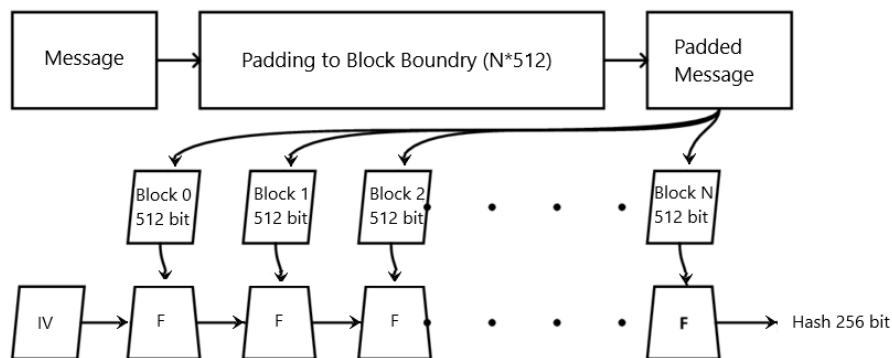 Message
Padding to Block Boundry (N*512)
Padded
Message
Block 0
512 bit
Block 1
512 bit
Block 2
512 bit
Block N
512 bit
IV
F
F
F
F
Hash 256 bit